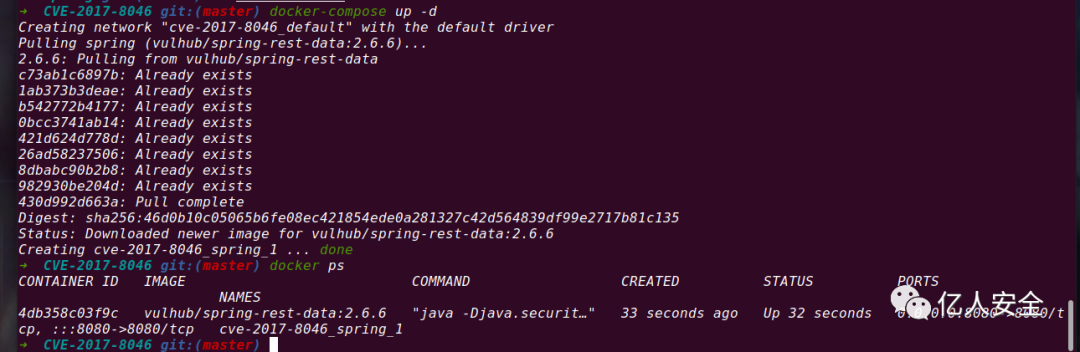 ➜  CVE-2017-8046 git:(master) docker-compose up -d
Creating network "cve-2017-8046_default" with the default driver
Pulling spring (vulhub/spring-rest-data:2.6.6)...
2.6.6: Pulling from vulhub/spring-rest-data
c73ab1c6897b: Already exists
1ab373b3deae: Already exists
b542772b4177: Already exists
0bcc3741ab14: Already exists
421d624d778d: Already exists
26ad58237506: Already exists
8dbabc90b2b8: Already exists
982930be204d: Already exists
430d992d663a: Pull complete
Digest: sha256:46d0b10c05065b6fe08ec421854ede0a281327c42d564839df99e2717b81c135
Status: Downloaded newer image for vulhub/spring-rest-data:2.6.6
Creating cve-2017-8046_spring_1 ... done
➜  CVE-2017-8046 git:(master) docker ps
CONTAINER ID   IMAGE                           COMMAND                  CREATED          STATUS          PORTS
NAMES
4db358c03f9c   vulhub/spring-rest-data:2.6.6   "java -Djava.securit…"   33 seconds ago   Up 32 seconds   0.0.0.0:8080->8080/t
cp, :::8080->8080/tcp   cve-2017-8046_spring_1
➜  CVE-2017-8046 git:(master)
亿人安全